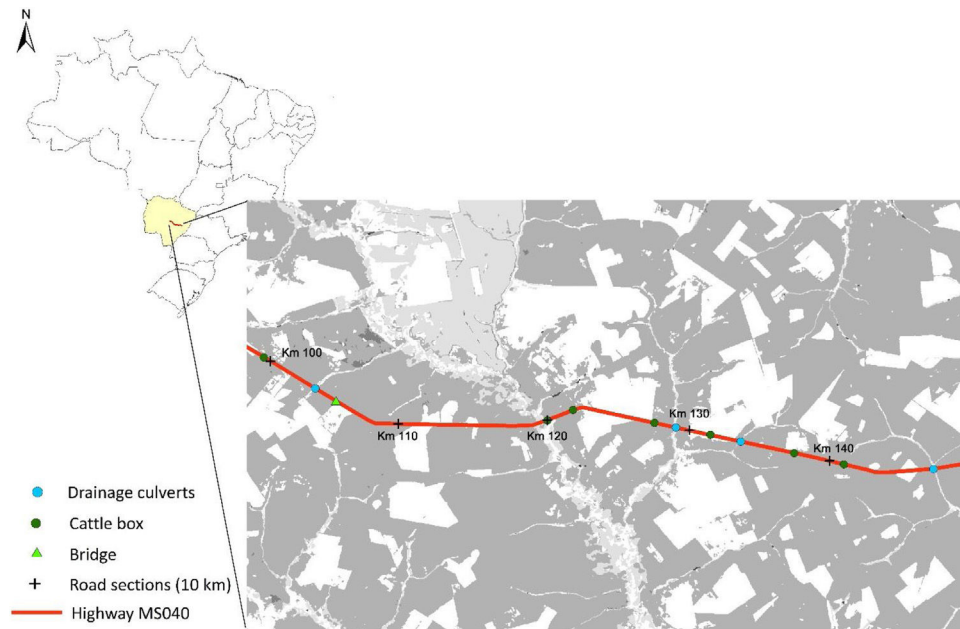 N
Km 100
Km 110
Km 120
Km 130
Km 140
Drainage culverts
Cattle box
Bridge
Road sections (10 km)
Highway MS040